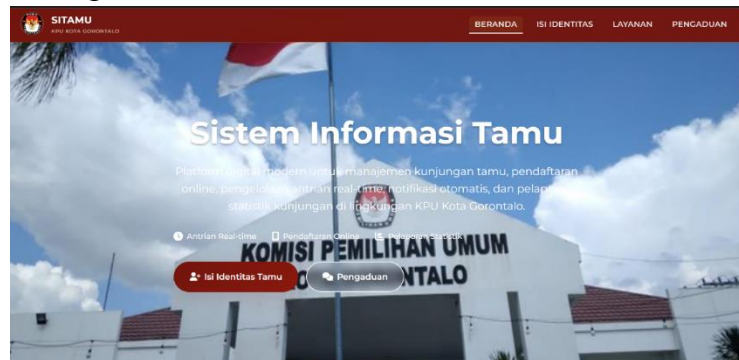 SITAMU
KPU KOTA GORONTALO
BERANDA ISI IDENTITAS LAYANAN PENGADUAN
Sistem Informasi Tamu
Platform digital modern untuk manajemen kunjungan tamu, pendaftaran
online, pengelolaan antrian real-time, notifikasi otomatis, dan
statistik kunjungan di lingkungan KPU Kota Gorontalo.
Antrian Real-time Pendaftaran Online Pelaporan Statistik
KOMISI PEMILIHAN UMUM
NTALO
Isi Identitas Tamu Pengaduan